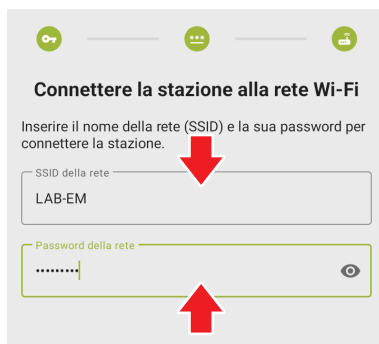 Connettere la stazione alla rete Wi-Fi
Inserire il nome della rete (SSID) e la sua password per
connettere la stazione.
SSID della rete
LAB-EM
Password della rete
•••••••••